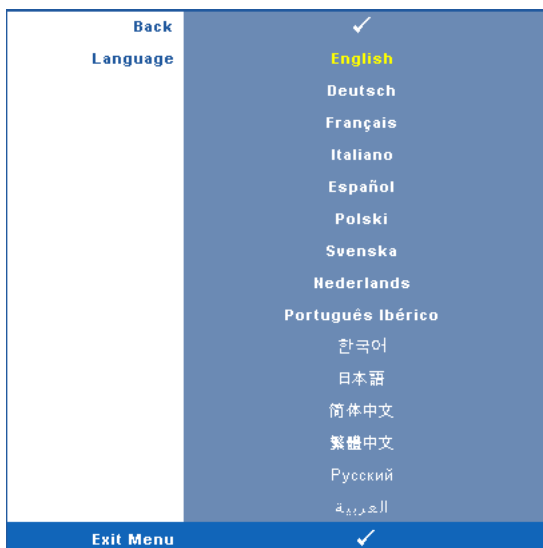 Back ✓
Language English
Deutsch
Français
Italiano
Español
Polski
Svenska
Nederlands
Português Ibérico
한국어
日本語
简体中文
繁體中文
Русский
العربية
Exit Menu ✓